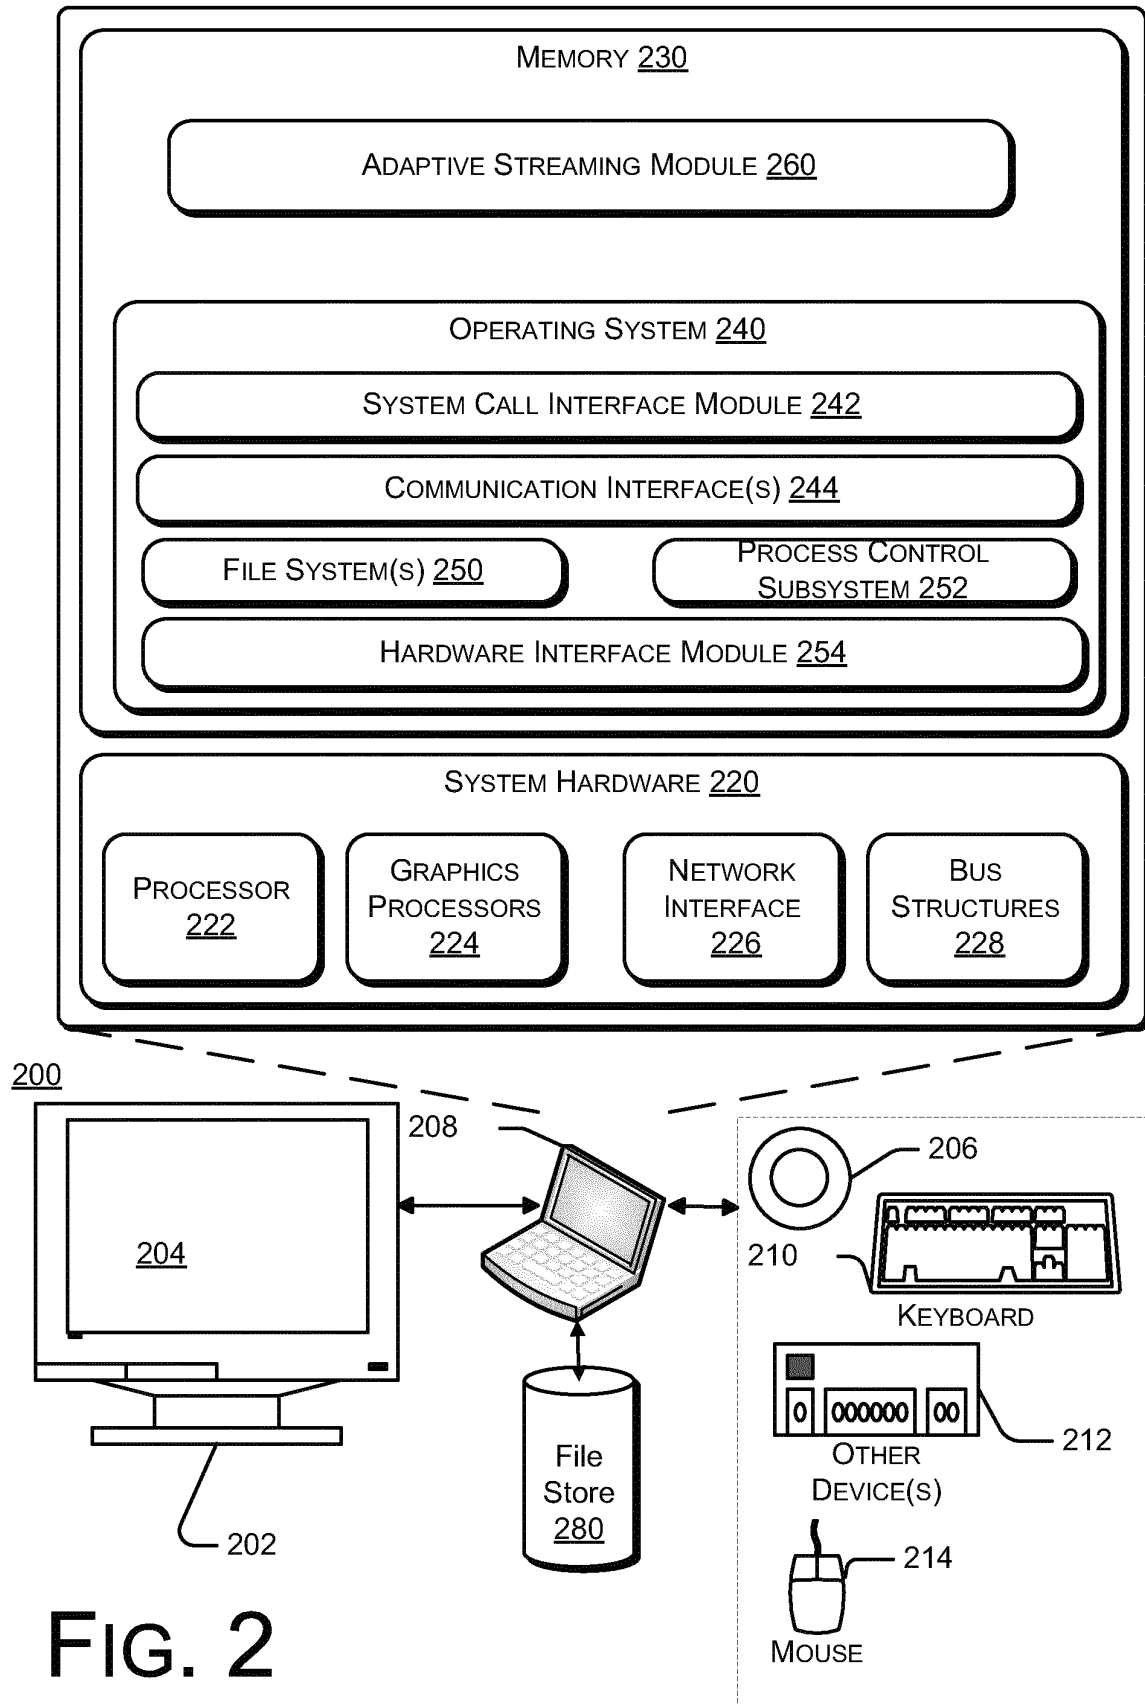 MEMORY 230
ADAPTIVE STREAMING MODULE 260
OPERATING SYSTEM 240
SYSTEM CALL INTERFACE MODULE 242
COMMUNICATION INTERFACE(S) 244
FILE SYSTEM(S) 250
PROCESS CONTROL
SUBSYSTEM 252
HARDWARE INTERFACE MODULE 254
SYSTEM HARDWARE 220
PROCESSOR
222
GRAPHICS
PROCESSORS
224
NETWORK
INTERFACE
226
BUS
STRUCTURES
228
200
208
206
204
210
KEYBOARD
212
OTHER
DEVICE(S)
File
Store
280
202
214
MOUSE
FIG. 2